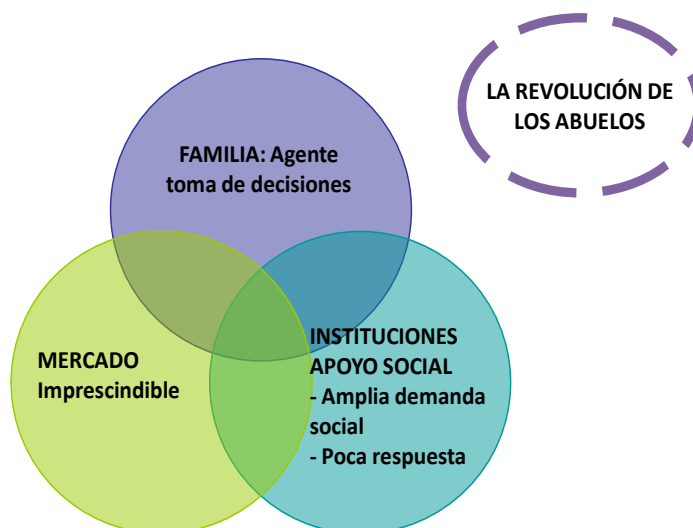 LA REVOLUCIÓN DE
LOS ABUELOS
FAMILIA: Agente
toma de decisiones
MERCADO
Imprescindible
INSTITUCIONES
APOYO SOCIAL
- Amplia demanda
social
- Poca respuesta